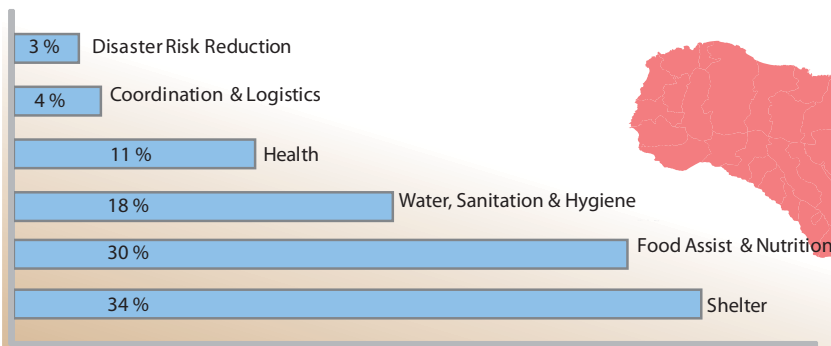 3 % Disaster Risk Reduction
4 % Coordination & Logistics
11 % Health
18 % Water, Sanitation & Hygiene
30 % Food Assist & Nutrition
34 % Shelter